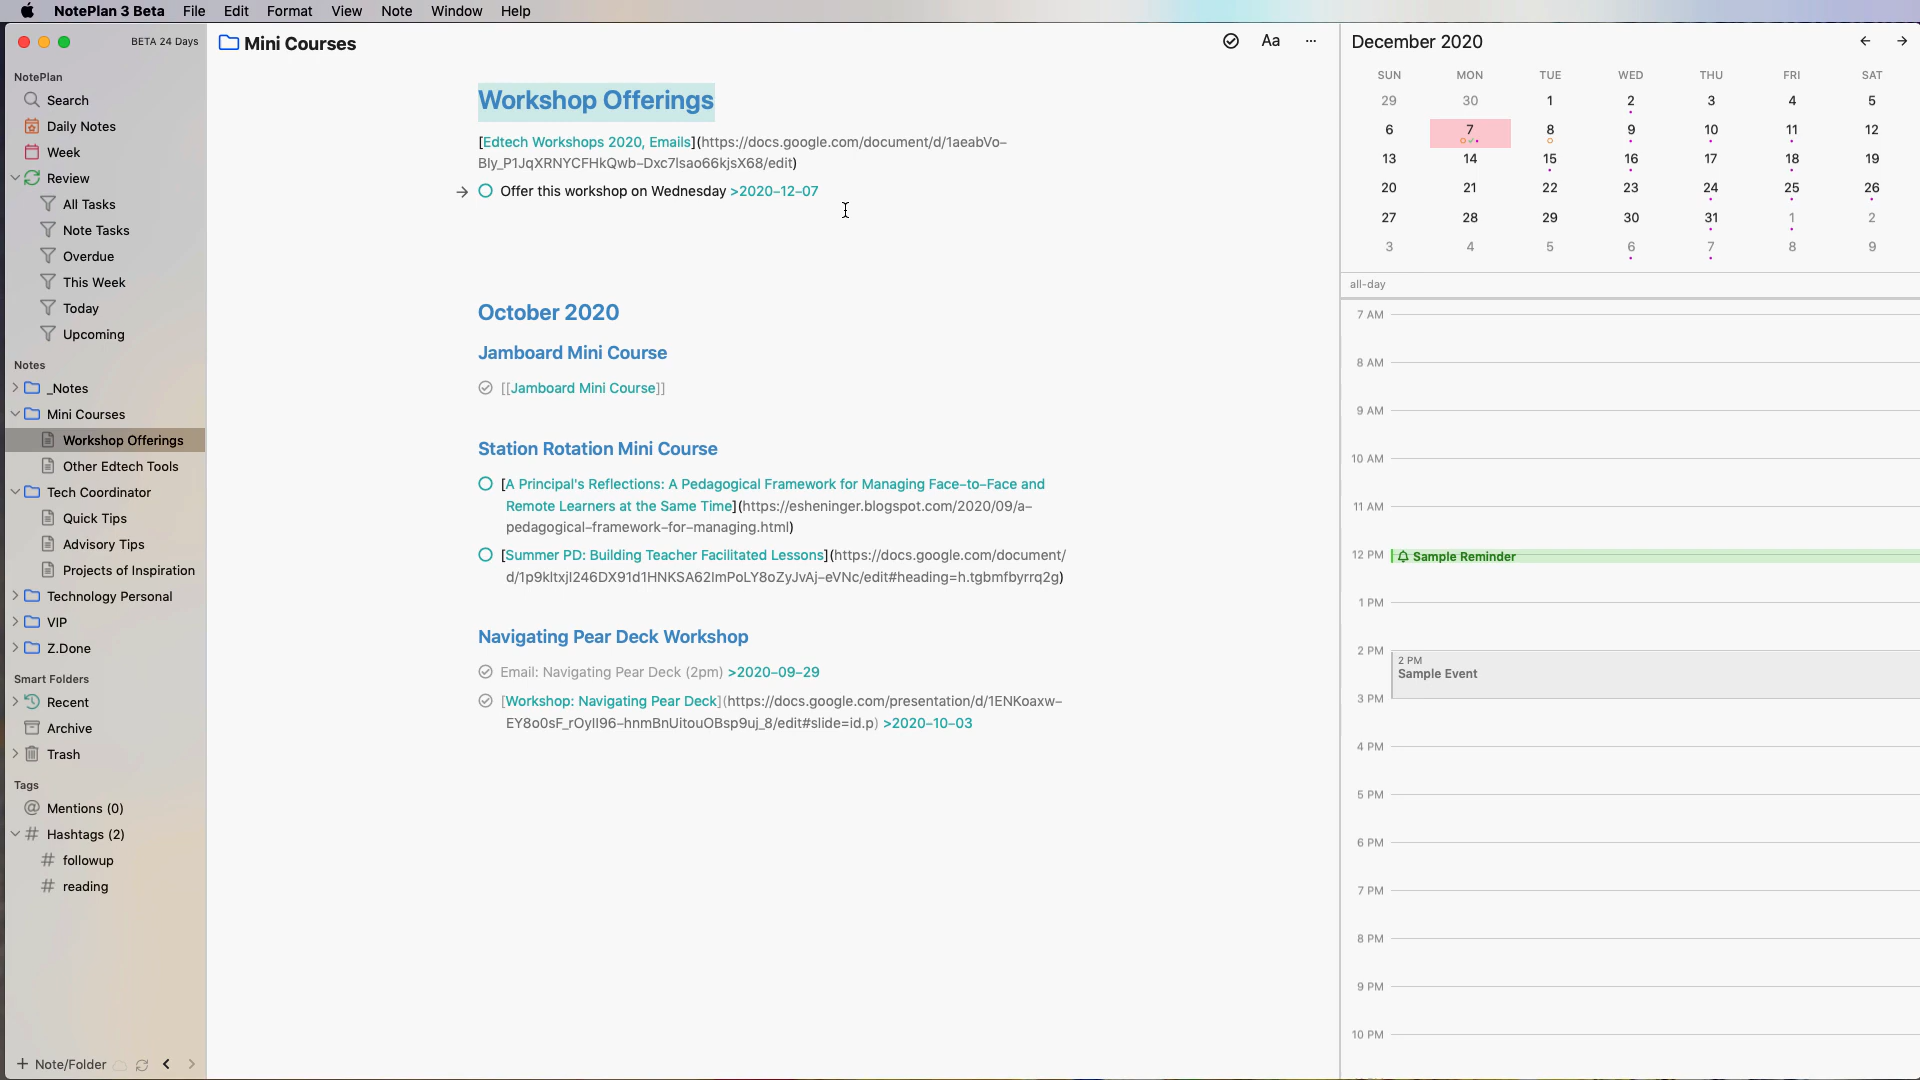 NotePlan 3 Beta File Edit Format View Note Window Help
BETA 24 Days
NotePlan
Search
Daily Notes
Week
Review
All Tasks
Note Tasks
Overdue
This Week
Today
Upcoming
Notes
_Notes
Mini Courses
Workshop Offerings
Other Edtech Tools
Tech Coordinator
Quick Tips
Advisory Tips
Projects of Inspiration
Technology Personal
VIP
Z.Done
Smart Folders
Recent
Archive
Trash
Tags
@ Mentions (0)
# Hashtags (2)
# followup
# reading
+ Note/Folder
Mini Courses
Aa ...
Workshop Offerings
[Edtech Workshops 2020, Emails](https://docs.google.com/document/d/1aeabVo-
Bly_P1JqXRNYCFHkQwb-Dxc7lsao66kjsX68/edit)
Offer this workshop on Wednesday >2020-12-07
October 2020
Jamboard Mini Course
[[Jamboard Mini Course]]
Station Rotation Mini Course
[A Principal's Reflections: A Pedagogical Framework for Managing Face-to-Face and
Remote Learners at the Same Time](https://esheninger.blogspot.com/2020/09/a-
pedagogical-framework-for-managing.html)
[Summer PD: Building Teacher Facilitated Lessons](https://docs.google.com/document/
d/1p9kltxjl246DX91d1HNKSA62ImPoLY8oZyJvAj-eVNc/edit#heading=h.tgbmfbyrrq2g)
Navigating Pear Deck Workshop
Email: Navigating Pear Deck (2pm) >2020-09-29
[Workshop: Navigating Pear Deck](https://docs.google.com/presentation/d/1ENKoaxw-
EY8o0sF_rOylI96-hnmBnUitouOBsp9uj_8/edit#slide=id.p) >2020-10-03
December 2020
SUN MON TUE WED THU FRI SAT
29 30 1 2 3 4 5
6 7 8 9 10 11 12
13 14 15 16 17 18 19
20 21 22 23 24 25 26
27 28 29 30 31 1 2
3 4 5 6 7 8 9
all-day
7 AM
8 AM
9 AM
10 AM
11 AM
12 PM Sample Reminder
1 PM
2 PM
2 PM
Sample Event
3 PM
4 PM
5 PM
6 PM
7 PM
8 PM
9 PM
10 PM